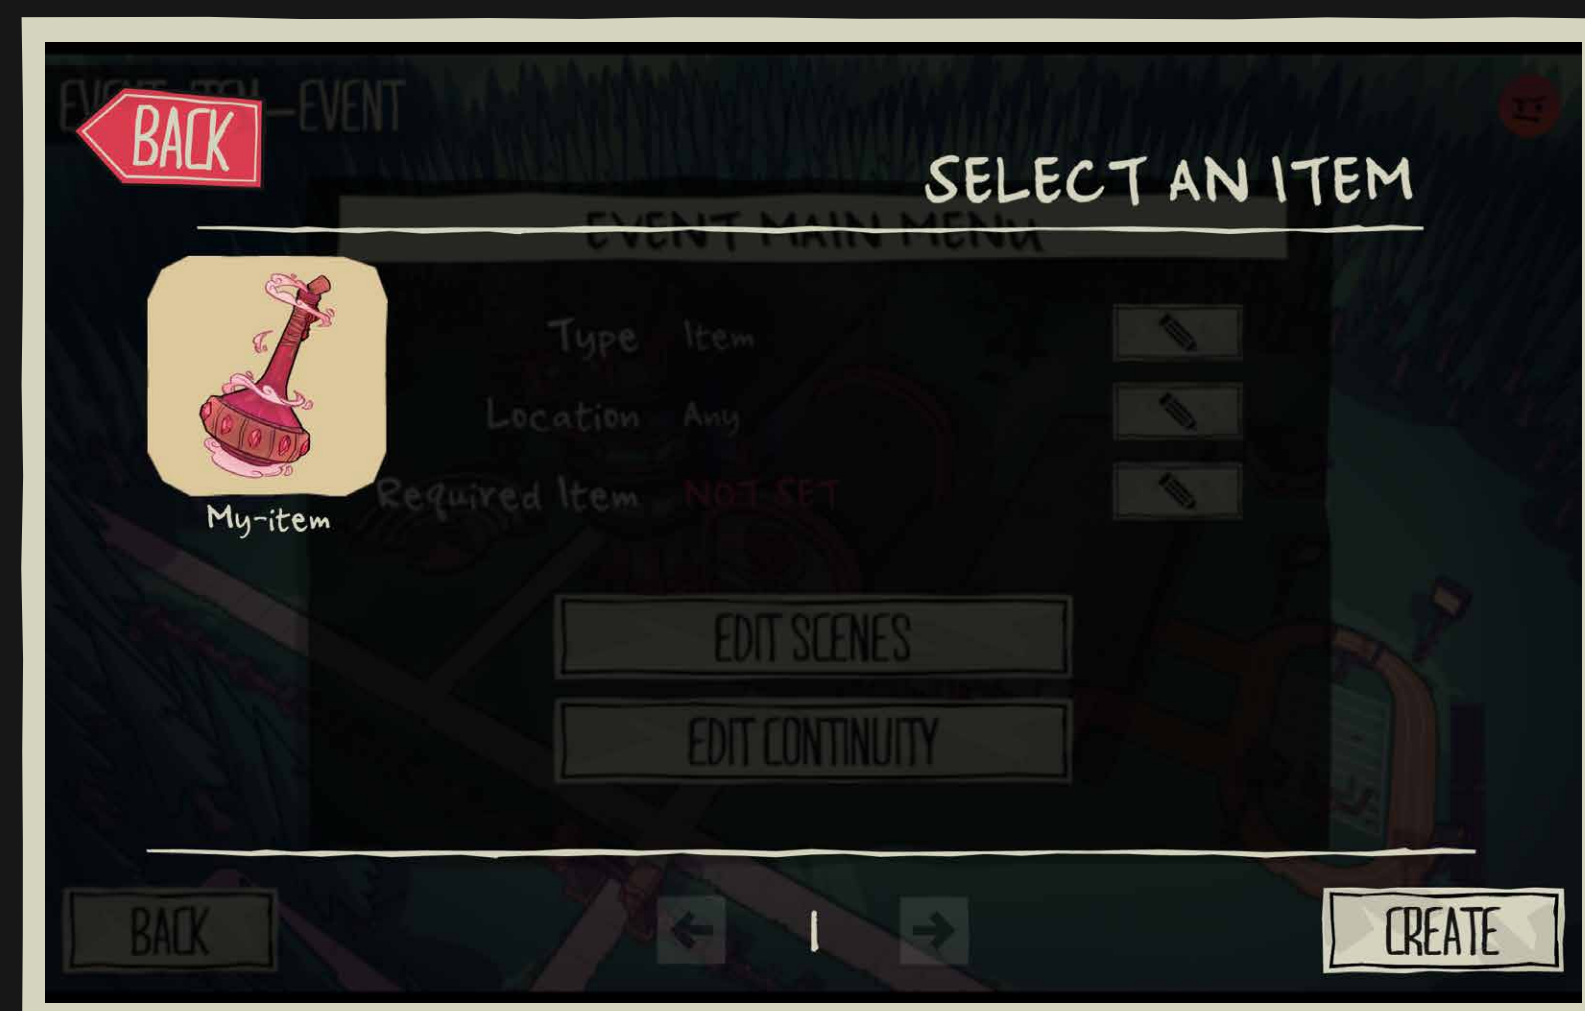 BACK
-EVENT
SELECT AN ITEM
EVENT MAIN MENU
Type Item
Location Any
Required Item NOT SET
My-item
EDIT SCENES
EDIT CONTINUITY
BACK
1
CREATE